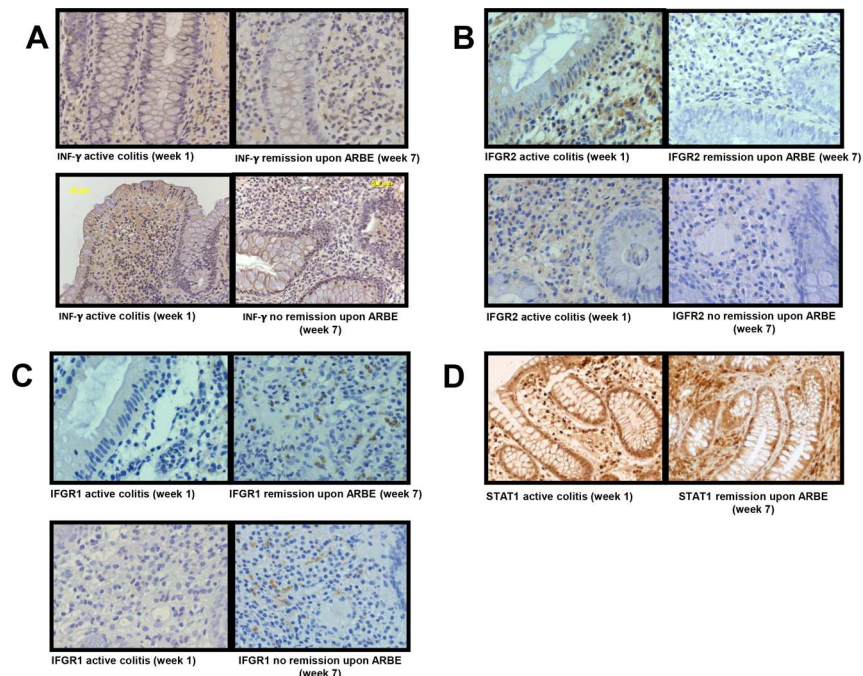 A
INF-γ active colitis (week 1)
INF-γ remission upon ARBE (week 7)
INF-γ active colitis (week 1)
INF-γ no remission upon ARBE
(week 7)
B
IFGR2 active colitis (week 1)
IFGR2 remission upon ARBE (week 7)
IFGR2 active colitis (week 1)
IGFR2 no remission upon ARBE
(week 7)
C
IFGR1 active colitis (week 1)
IFGR1 remission upon ARBE (week 7)
IFGR1 active colitis (week 1)
IFGR1 no remission upon ARBE
(week 7)
D
STAT1 active colitis (week 1)
STAT1 remission upon ARBE
(week 7)